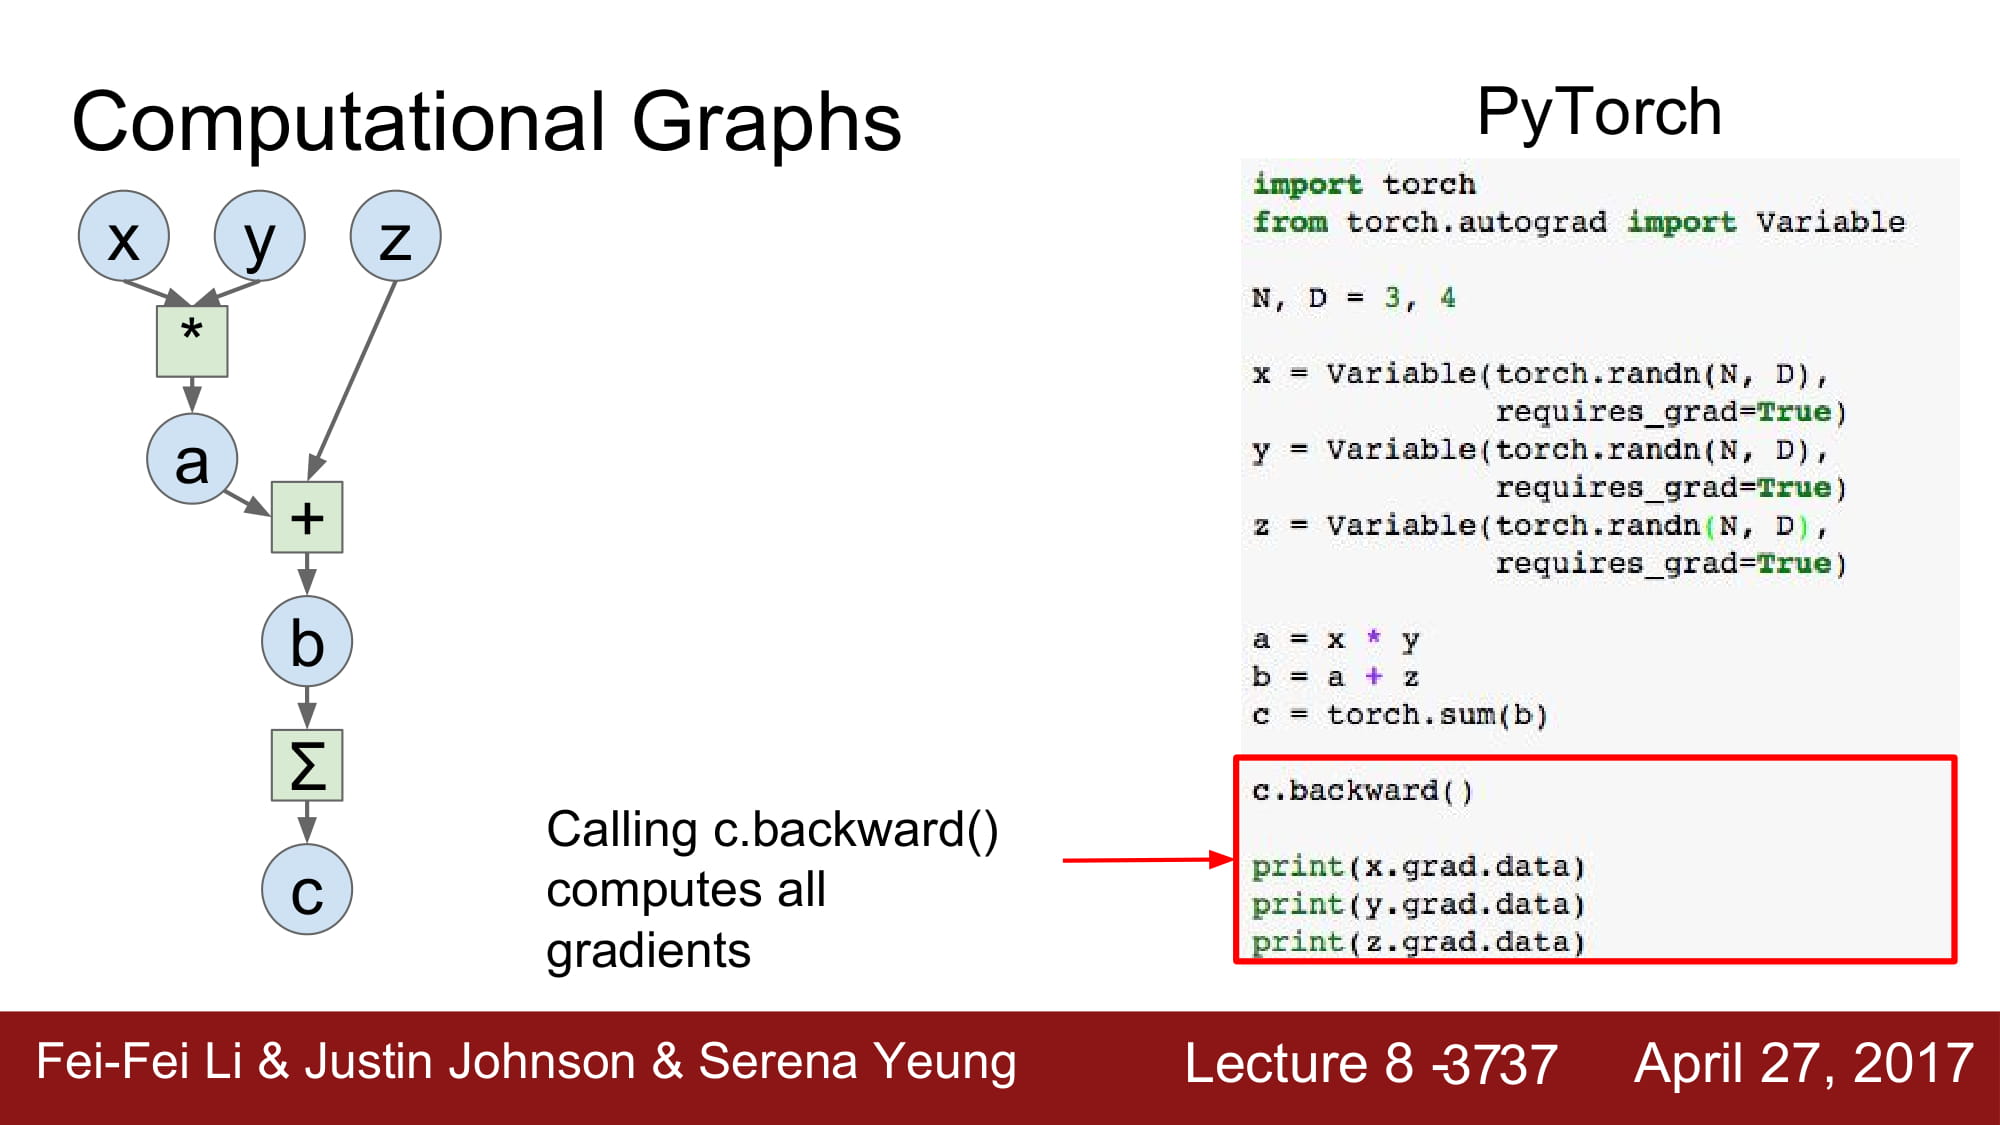 Computational Graphs
x y z
*
a
+
b
Σ
c
Calling c.backward()
computes all
gradients
PyTorch
import torch
from torch.autograd import Variable
N, D = 3, 4
x = Variable(torch.randn(N, D),
requires_grad=True)
y = Variable(torch.randn(N, D),
requires_grad=True)
z = Variable(torch.randn(N, D),
requires_grad=True)
a = x * y
b = a + z
c = torch.sum(b)
c.backward()
print(x.grad.data)
print(y.grad.data)
print(z.grad.data)
Fei-Fei Li & Justin Johnson & Serena Yeung
Lecture 8 -3737
April 27, 2017